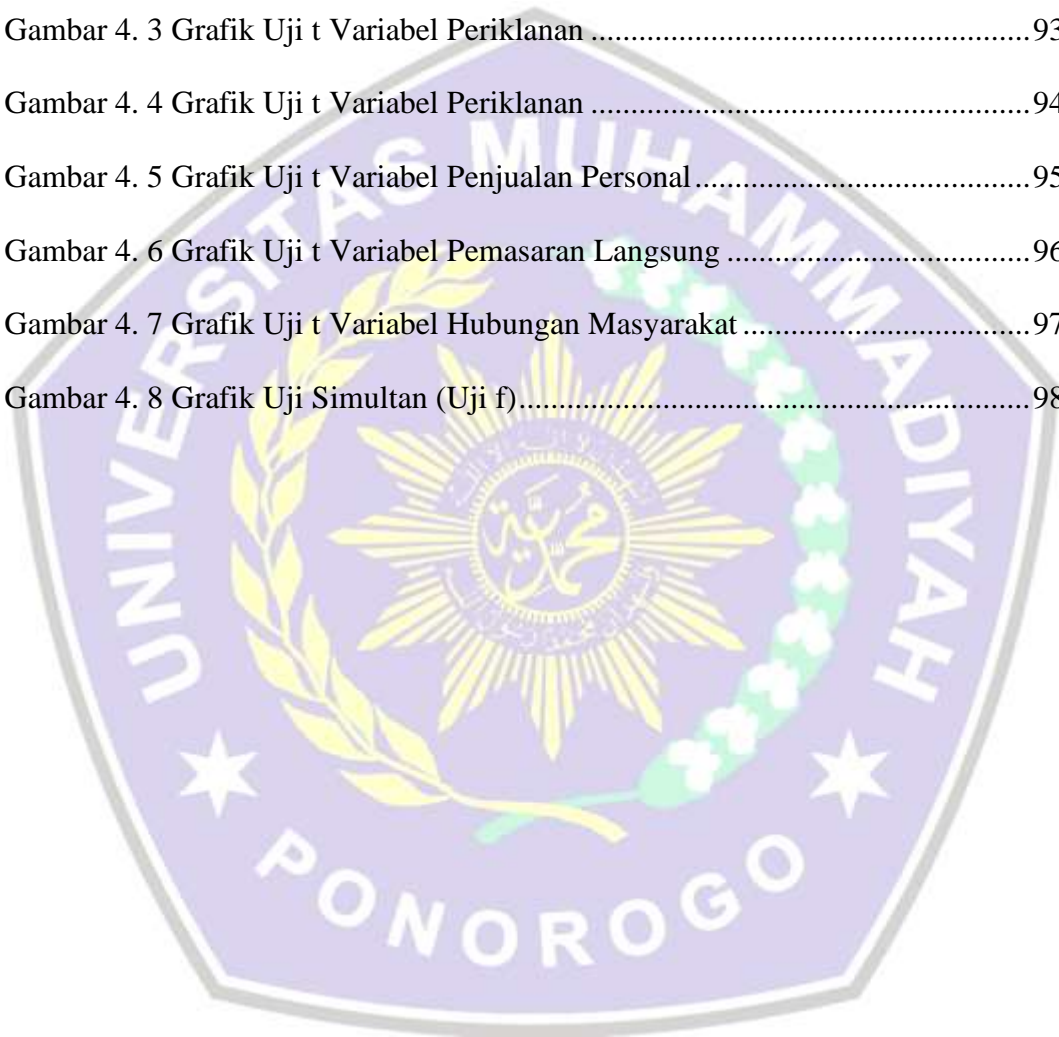 Gambar 4. 3 Grafik Uji t Variabel Periklanan ............................................................ 93
Gambar 4. 4 Grafik Uji t Variabel Periklanan ............................................................ 94
Gambar 4. 5 Grafik Uji t Variabel Penjualan Personal ............................................... 95
Gambar 4. 6 Grafik Uji t Variabel Pemasaran Langsung ........................................... 96
Gambar 4. 7 Grafik Uji t Variabel Hubungan Masyarakat ......................................... 97
Gambar 4. 8 Grafik Uji Simultan (Uji f) ..................................................................... 98
UNIVERSITAS MUHAMMADIYAH
PONOROGO